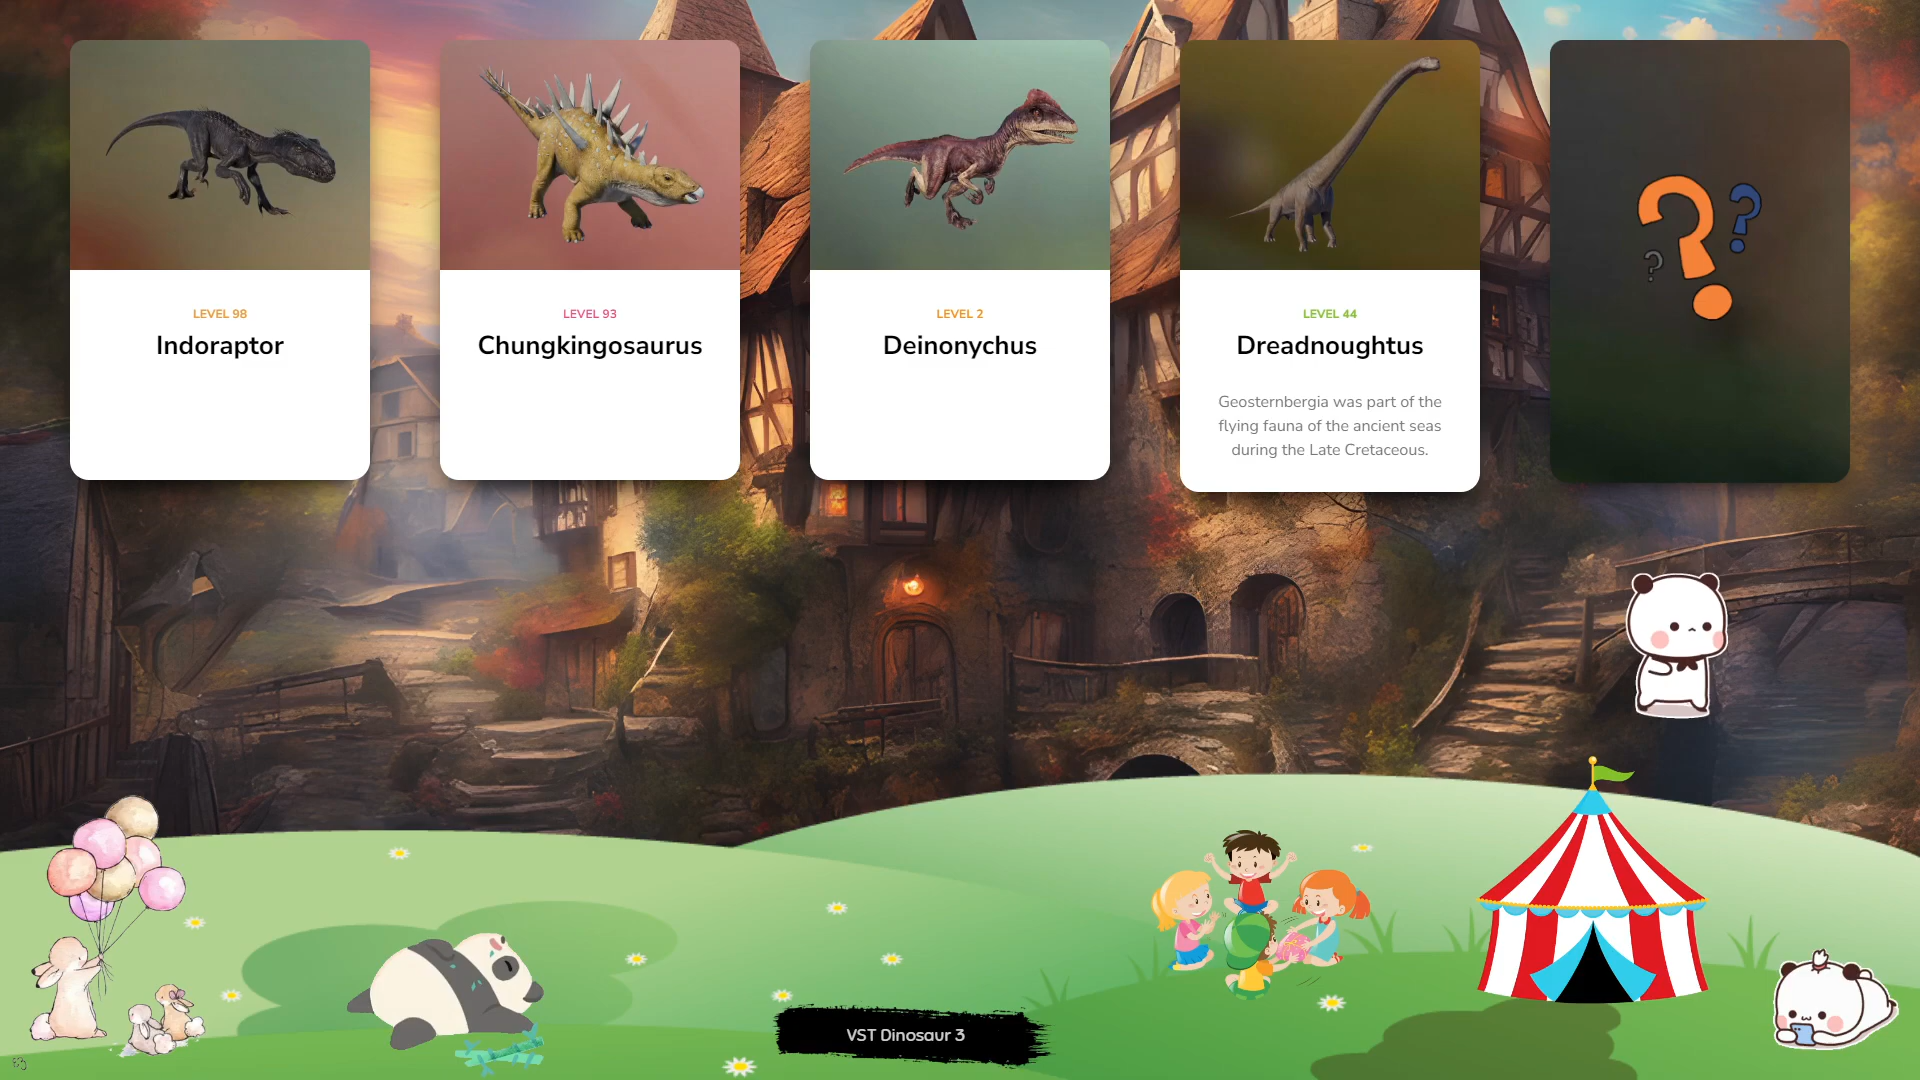 LEVEL 98
Indoraptor
LEVEL 93
Chungkingosaurus
LEVEL 2
Deinonychus
LEVEL 44
Dreadnoughtus
Geosternbergia was part of the
flying fauna of the ancient seas
during the Late Cretaceous.
? ? ?
VST Dinosaur 3